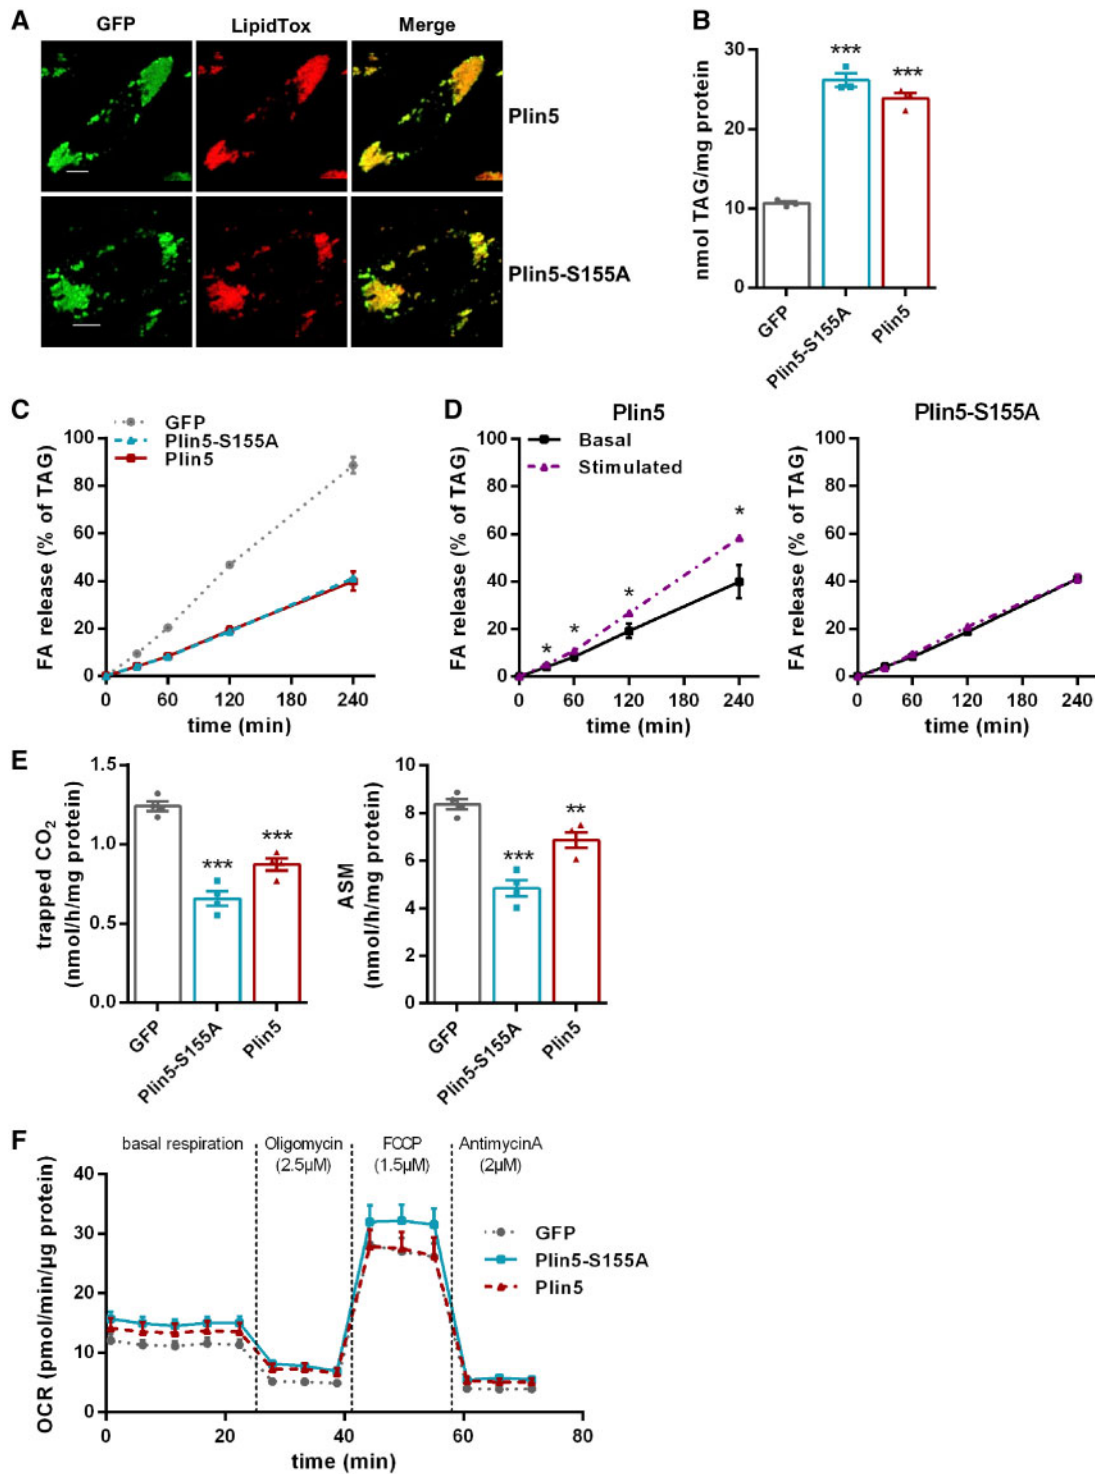 A
GFP
LipidTox
Merge
Plin5
Plin5-S155A
B
nmol TAG/mg protein
30
20
10
0
***
***
GFP
Plin5-S155A
Plin5
C
GFP
Plin5-S155A
Plin5
FA release (% of TAG)
100
80
60
40
20
0
0 60 120 180 240
time (min)
D
Plin5
Basal
Stimulated
FA release (% of TAG)
100
80
60
40
20
0
* * * *
0 60 120 180 240
time (min)
Plin5-S155A
FA release (% of TAG)
100
80
60
40
20
0
0 60 120 180 240
time (min)
E
trapped CO2
(nmol/h/mg protein)
1.5
1.0
0.5
0.0
***
***
GFP
Plin5-S155A
Plin5
ASM
(nmol/h/mg protein)
10
8
6
4
2
0
***
**
GFP
Plin5-S155A
Plin5
F
basal respiration
Oligomycin
(2.5µM)
FCCP
(1.5µM)
AntimycinA
(2µM)
OCR (pmol/min/µg protein)
40
30
20
10
0
GFP
Plin5-S155A
Plin5
0 20 40 60 80
time (min)